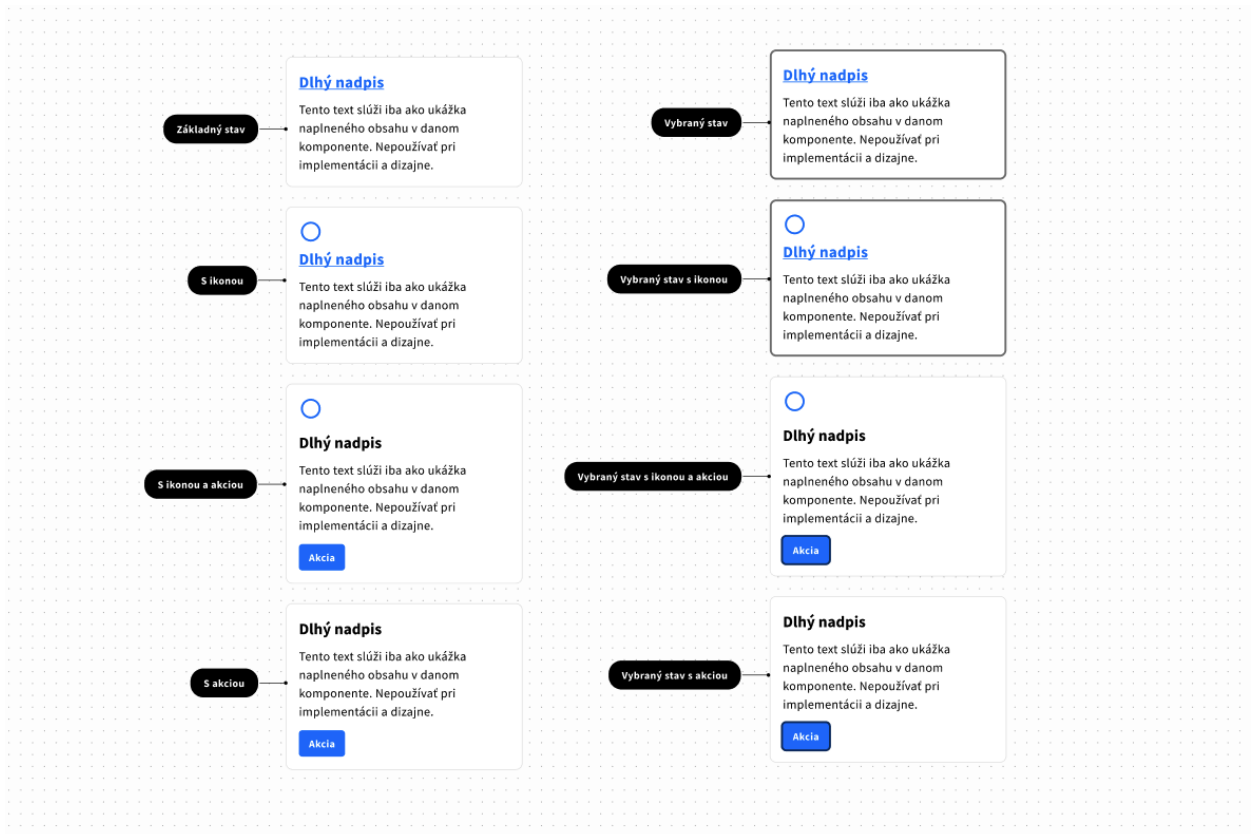 Základný stav
Dlhý nadpis
Tento text slúži iba ako ukážka
naplneného obsahu v danom
komponente. Nepoužívať pri
implementácii a dizajne.
Vybraný stav
Dlhý nadpis
Tento text slúži iba ako ukážka
naplneného obsahu v danom
komponente. Nepoužívať pri
implementácii a dizajne.
S ikonou
Dlhý nadpis
Tento text slúži iba ako ukážka
naplneného obsahu v danom
komponente. Nepoužívať pri
implementácii a dizajne.
Vybraný stav s ikonou
Dlhý nadpis
Tento text slúži iba ako ukážka
naplneného obsahu v danom
komponente. Nepoužívať pri
implementácii a dizajne.
S ikonou a akciou
Dlhý nadpis
Tento text slúži iba ako ukážka
naplneného obsahu v danom
komponente. Nepoužívať pri
implementácii a dizajne.
Akcia
Vybraný stav s ikonou a akciou
Dlhý nadpis
Tento text slúži iba ako ukážka
naplneného obsahu v danom
komponente. Nepoužívať pri
implementácii a dizajne.
Akcia
S akciou
Dlhý nadpis
Tento text slúži iba ako ukážka
naplneného obsahu v danom
komponente. Nepoužívať pri
implementácii a dizajne.
Akcia
Vybraný stav s akciou
Dlhý nadpis
Tento text slúži iba ako ukážka
naplneného obsahu v danom
komponente. Nepoužívať pri
implementácii a dizajne.
Akcia